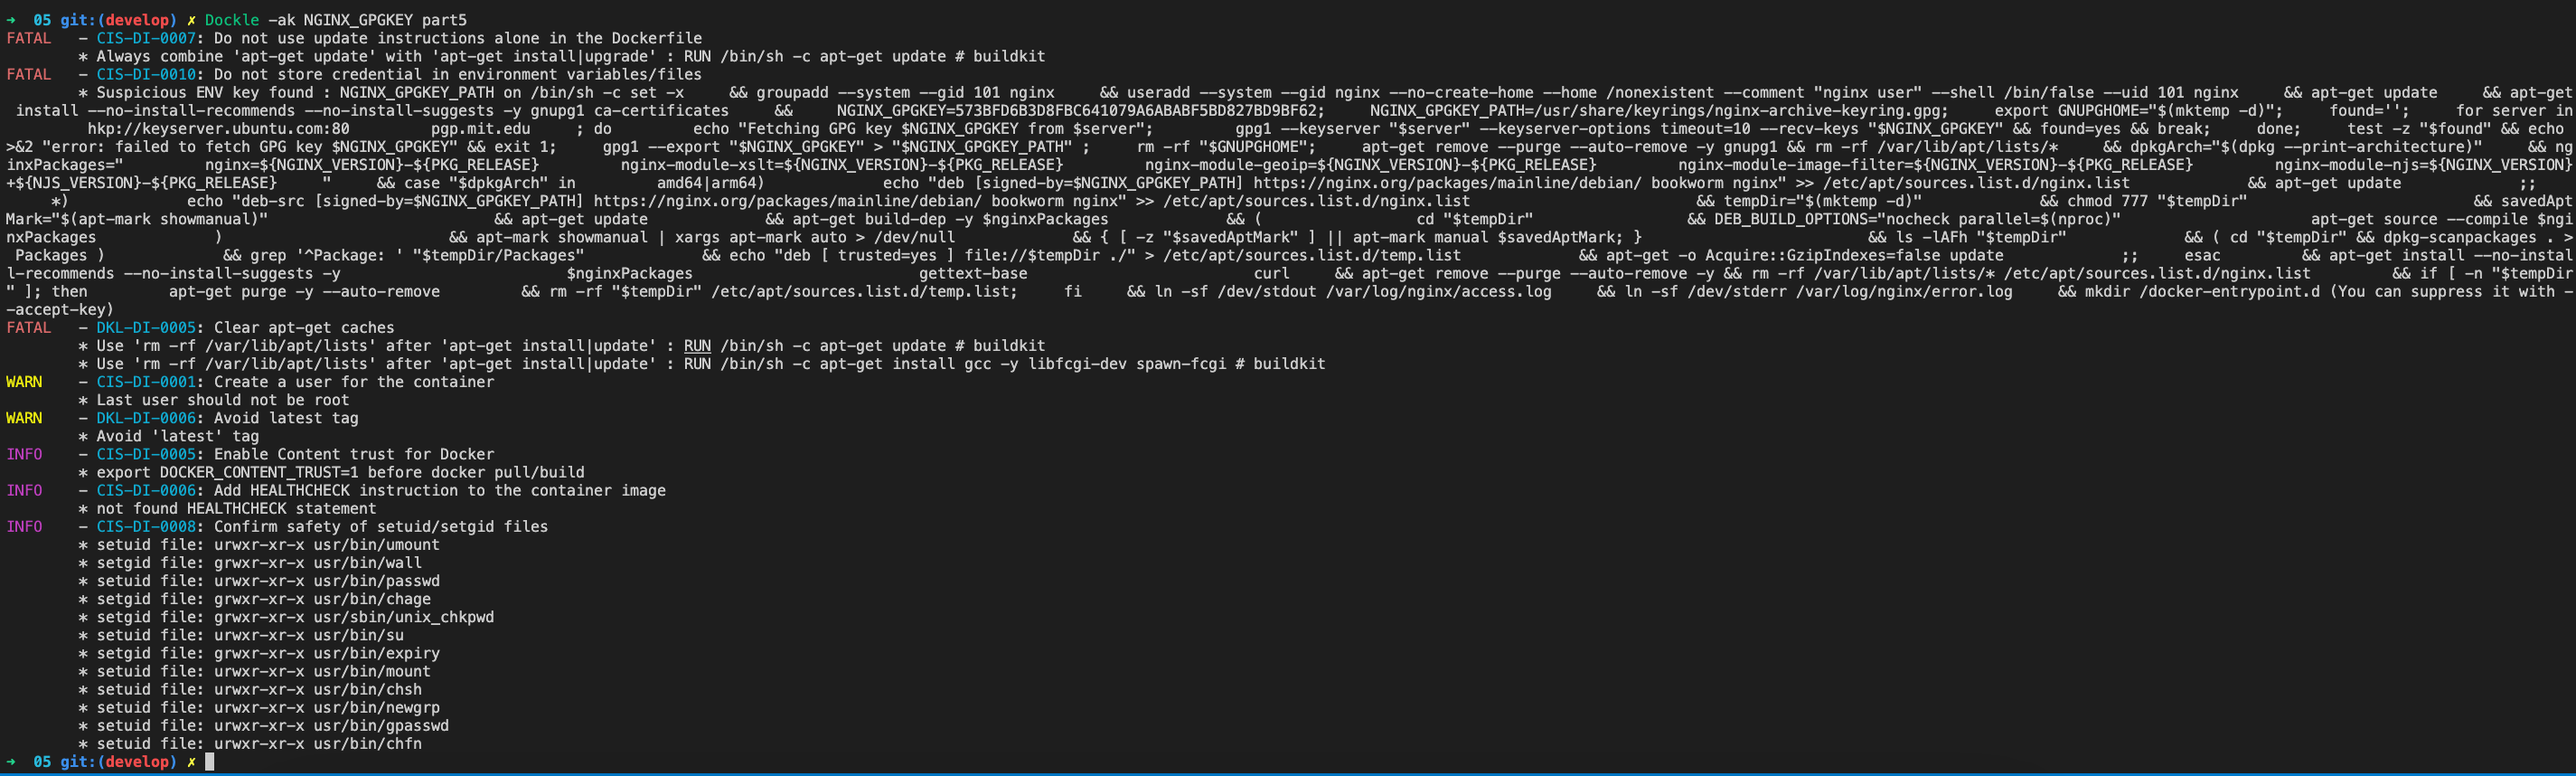 →  05 git:(develop) ✗ Dockle -ak NGINX_GPGKEY part5
FATAL   - CIS-DI-0007: Do not use update instructions alone in the Dockerfile
        * Always combine 'apt-get update' with 'apt-get install|upgrade' : RUN /bin/sh -c apt-get update # buildkit
FATAL   - CIS-DI-0010: Do not store credential in environment variables/files
        * Suspicious ENV key found : NGINX_GPGKEY_PATH on /bin/sh -c set -x     && groupadd --system --gid 101 nginx     && useradd --system --gid nginx --no-create-home --home /nonexistent --comment "nginx user" --shell /bin/false --uid 101 nginx     && apt-get update     && apt-get
 install --no-install-recommends --no-install-suggests -y gnupg1 ca-certificates     &&     NGINX_GPGKEY=573BFD6B3D8FBC641079A6ABABF5BD827BD9BF62;     NGINX_GPGKEY_PATH=/usr/share/keyrings/nginx-archive-keyring.gpg;     export GNUPGHOME="$(mktemp -d)";     found='';     for server in
         hkp://keyserver.ubuntu.com:80         pgp.mit.edu     ; do         echo "Fetching GPG key $NGINX_GPGKEY from $server";         gpg1 --keyserver "$server" --keyserver-options timeout=10 --recv-keys "$NGINX_GPGKEY" && found=yes && break;     done;     test -z "$found" && echo
>&2 "error: failed to fetch GPG key $NGINX_GPGKEY" && exit 1;     gpg1 --export "$NGINX_GPGKEY" > "$NGINX_GPGKEY_PATH" ;     rm -rf "$GNUPGHOME";     apt-get remove --purge --auto-remove -y gnupg1 && rm -rf /var/lib/apt/lists/*     && dpkgArch="$(dpkg --print-architecture)"     && ng
inxPackages="         nginx=${NGINX_VERSION}-${PKG_RELEASE}         nginx-module-xslt=${NGINX_VERSION}-${PKG_RELEASE}         nginx-module-geoip=${NGINX_VERSION}-${PKG_RELEASE}         nginx-module-image-filter=${NGINX_VERSION}-${PKG_RELEASE}         nginx-module-njs=${NGINX_VERSION}
+${NJS_VERSION}-${PKG_RELEASE}     "     && case "$dpkgArch" in         amd64|arm64)             echo "deb [signed-by=$NGINX_GPGKEY_PATH] https://nginx.org/packages/mainline/debian/ bookworm nginx" >> /etc/apt/sources.list.d/nginx.list             && apt-get update             ;;
     *)             echo "deb-src [signed-by=$NGINX_GPGKEY_PATH] https://nginx.org/packages/mainline/debian/ bookworm nginx" >> /etc/apt/sources.list.d/nginx.list             && tempDir="$(mktemp -d)"             && chmod 777 "$tempDir"             && savedApt
Mark="$(apt-mark showmanual)"             && apt-get update             && apt-get build-dep -y $nginxPackages             && (                 cd "$tempDir"                 && DEB_BUILD_OPTIONS="nocheck parallel=$(nproc)"                     apt-get source --compile $ngi
nxPackages             )             && apt-mark showmanual | xargs apt-mark auto > /dev/null             && { [ -z "$savedAptMark" ] || apt-mark manual $savedAptMark; }             && ls -lAFh "$tempDir"             && ( cd "$tempDir" && dpkg-scanpackages . >
 Packages )             && grep '^Package: ' "$tempDir/Packages"             && echo "deb [ trusted=yes ] file://$tempDir ./" > /etc/apt/sources.list.d/temp.list             && apt-get -o Acquire::GzipIndexes=false update             ;;     esac         && apt-get install --no-instal
l-recommends --no-install-suggests -y                         $nginxPackages                         gettext-base                         curl     && apt-get remove --purge --auto-remove -y && rm -rf /var/lib/apt/lists/* /etc/apt/sources.list.d/nginx.list         && if [ -n "$tempDir
" ]; then         apt-get purge -y --auto-remove         && rm -rf "$tempDir" /etc/apt/sources.list.d/temp.list;     fi     && ln -sf /dev/stdout /var/log/nginx/access.log     && ln -sf /dev/stderr /var/log/nginx/error.log     && mkdir /docker-entrypoint.d (You can suppress it with -
-accept-key)
FATAL   - DKL-DI-0005: Clear apt-get caches
        * Use 'rm -rf /var/lib/apt/lists' after 'apt-get install|update' : RUN /bin/sh -c apt-get update # buildkit
        * Use 'rm -rf /var/lib/apt/lists' after 'apt-get install|update' : RUN /bin/sh -c apt-get install gcc -y libfcgi-dev spawn-fcgi # buildkit
WARN    - CIS-DI-0001: Create a user for the container
        * Last user should not be root
WARN    - DKL-DI-0006: Avoid latest tag
        * Avoid 'latest' tag
INFO    - CIS-DI-0005: Enable Content trust for Docker
        * export DOCKER_CONTENT_TRUST=1 before docker pull/build
INFO    - CIS-DI-0006: Add HEALTHCHECK instruction to the container image
        * not found HEALTHCHECK statement
INFO    - CIS-DI-0008: Confirm safety of setuid/setgid files
        * setuid file: urwxr-xr-x usr/bin/umount
        * setgid file: grwxr-xr-x usr/bin/wall
        * setuid file: urwxr-xr-x usr/bin/passwd
        * setgid file: grwxr-xr-x usr/bin/chage
        * setgid file: grwxr-xr-x usr/sbin/unix_chkpwd
        * setuid file: urwxr-xr-x usr/bin/su
        * setgid file: grwxr-xr-x usr/bin/expiry
        * setuid file: urwxr-xr-x usr/bin/mount
        * setuid file: urwxr-xr-x usr/bin/chsh
        * setuid file: urwxr-xr-x usr/bin/newgrp
        * setuid file: urwxr-xr-x usr/bin/gpasswd
        * setuid file: urwxr-xr-x usr/bin/chfn
→  05 git:(develop) ✗